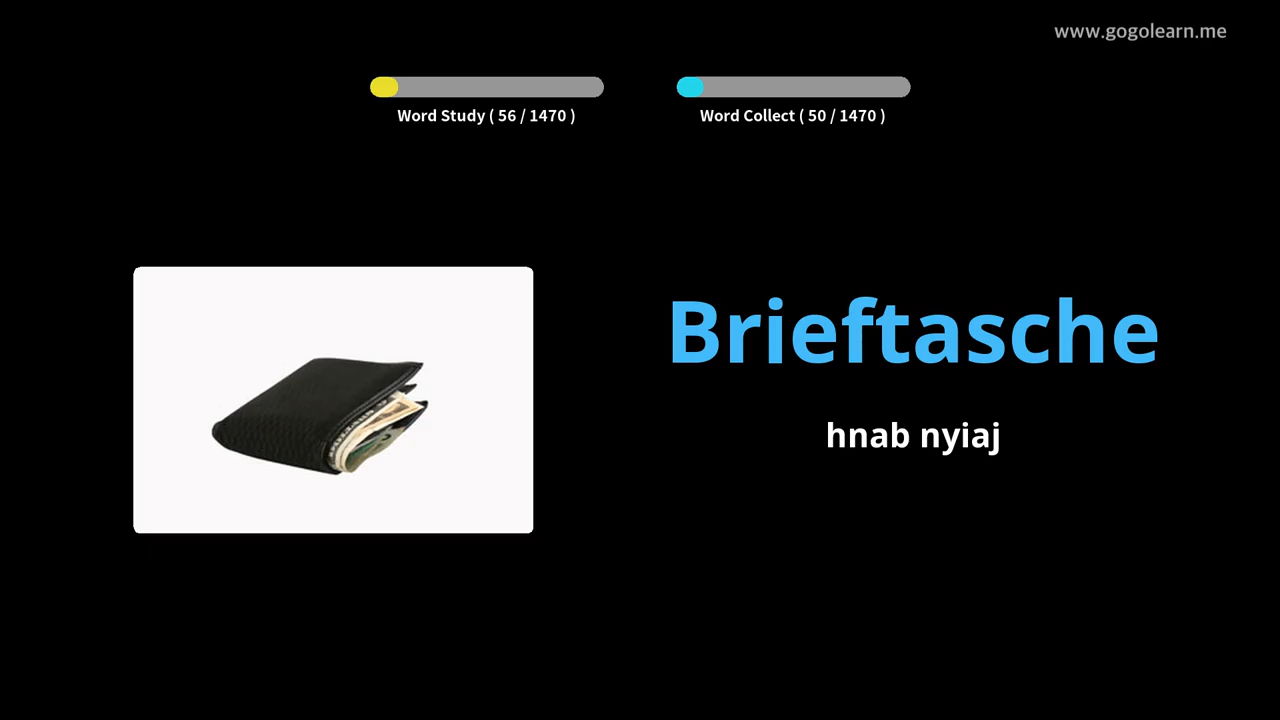 www.gogolearn.me
Word Study ( 56 / 1470 )
Word Collect ( 50 / 1470 )
Brieftasche
hnab nyiaj